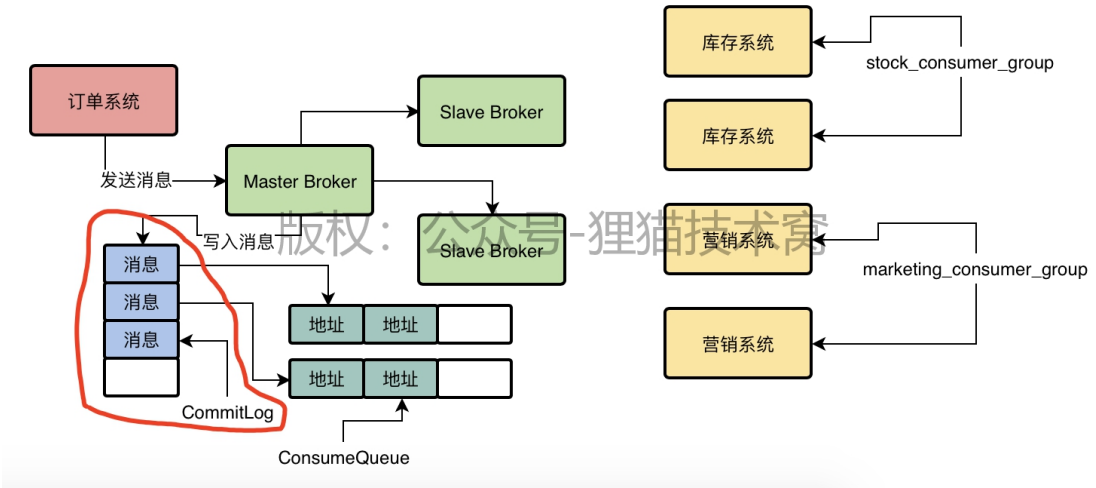 库存系统
stock_consumer_group
订单系统
Slave Broker
库存系统
发送消息
Master Broker
版权：公众号-狸猫技术窝
写入消息
Slave Broker
营销系统
marketing_consumer_group
消息
消息
地址
地址
消息
营销系统
地址
地址
CommitLog
ConsumeQueue